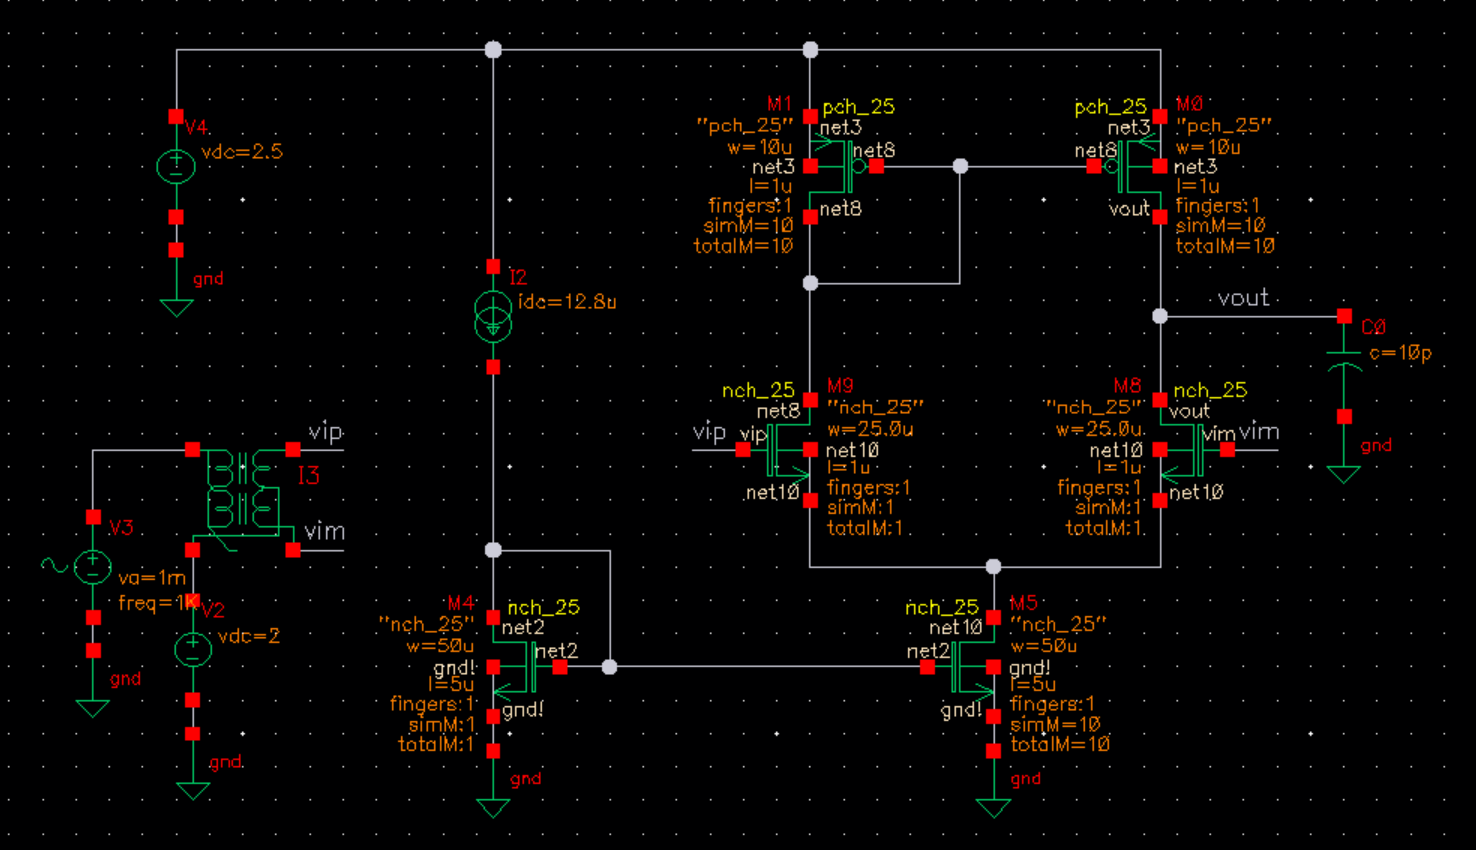 V4
vdc=2.5
gnd
I2
idc=12.8u
M1
pch_25
"pch_25"
net3
w=10u
net8
net3
l=1u
fingers:1
net8
simM=10
totalM=10
pch_25
M0
net3
"pch_25"
net8
w=10u
net3
l=1u
vout
fingers:1
simM=10
totalM=10
vout
C0
c=10p
gnd
nch_25
M9
net8
"nch_25"
vip
vip
w=25.0u
net10
l=1u
net10
fingers:1
simM:1
totalM:1
M8
nch_25
"nch_25"
vout
w=25.0u
vim
vim
net10
l=1u
fingers:1
net10
simM:1
totalM:1
vip
I3
vim
V3
va=1m
freq=1K
gnd
V2
vdc=2
gnd
M4
nch_25
"nch_25"
net2
w=50u
net2
gnd!
l=5u
fingers:1
gnd!
simM:1
totalM:1
gnd
nch_25
M5
net10
"nch_25"
w=50u
net2
gnd!
l=5u
gnd!
fingers:1
simM=10
totalM=10
gnd